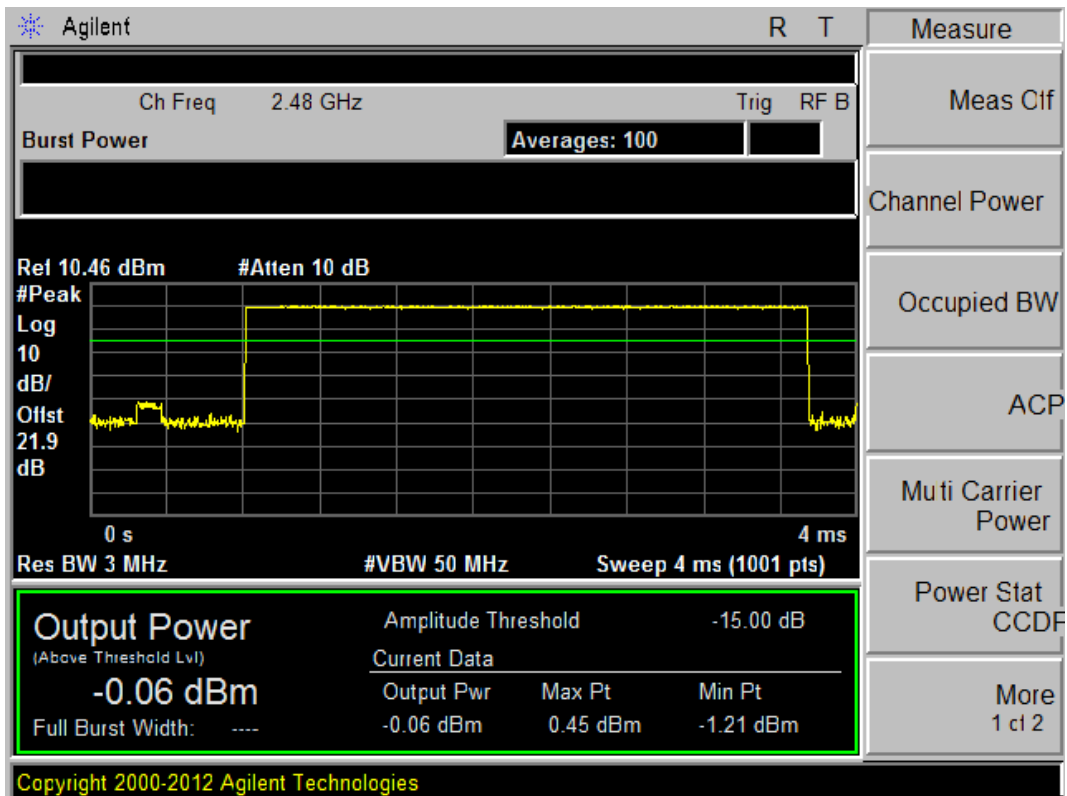 Agilent R T Measure
Ch Freq 2.48 GHz Trig RF B
Burst Power Averages: 100
Ref 10.46 dBm #Atten 10 dB
#Peak
Log
10
dB/
Offst
21.9
dB
0 s 4 ms
Res BW 3 MHz #VBW 50 MHz Sweep 4 ms (1001 pts)
Output Power
(Above Threshold Lvl)
-0.06 dBm
Full Burst Width: ----
Amplitude Threshold -15.00 dB
Current Data
Output Pwr Max Pt Min Pt
-0.06 dBm 0.45 dBm -1.21 dBm
Meas Off
Channel Power
Occupied BW
ACP
Multi Carrier
Power
Power Stat
CCDF
More
1 of 2
Copyright 2000-2012 Agilent Technologies